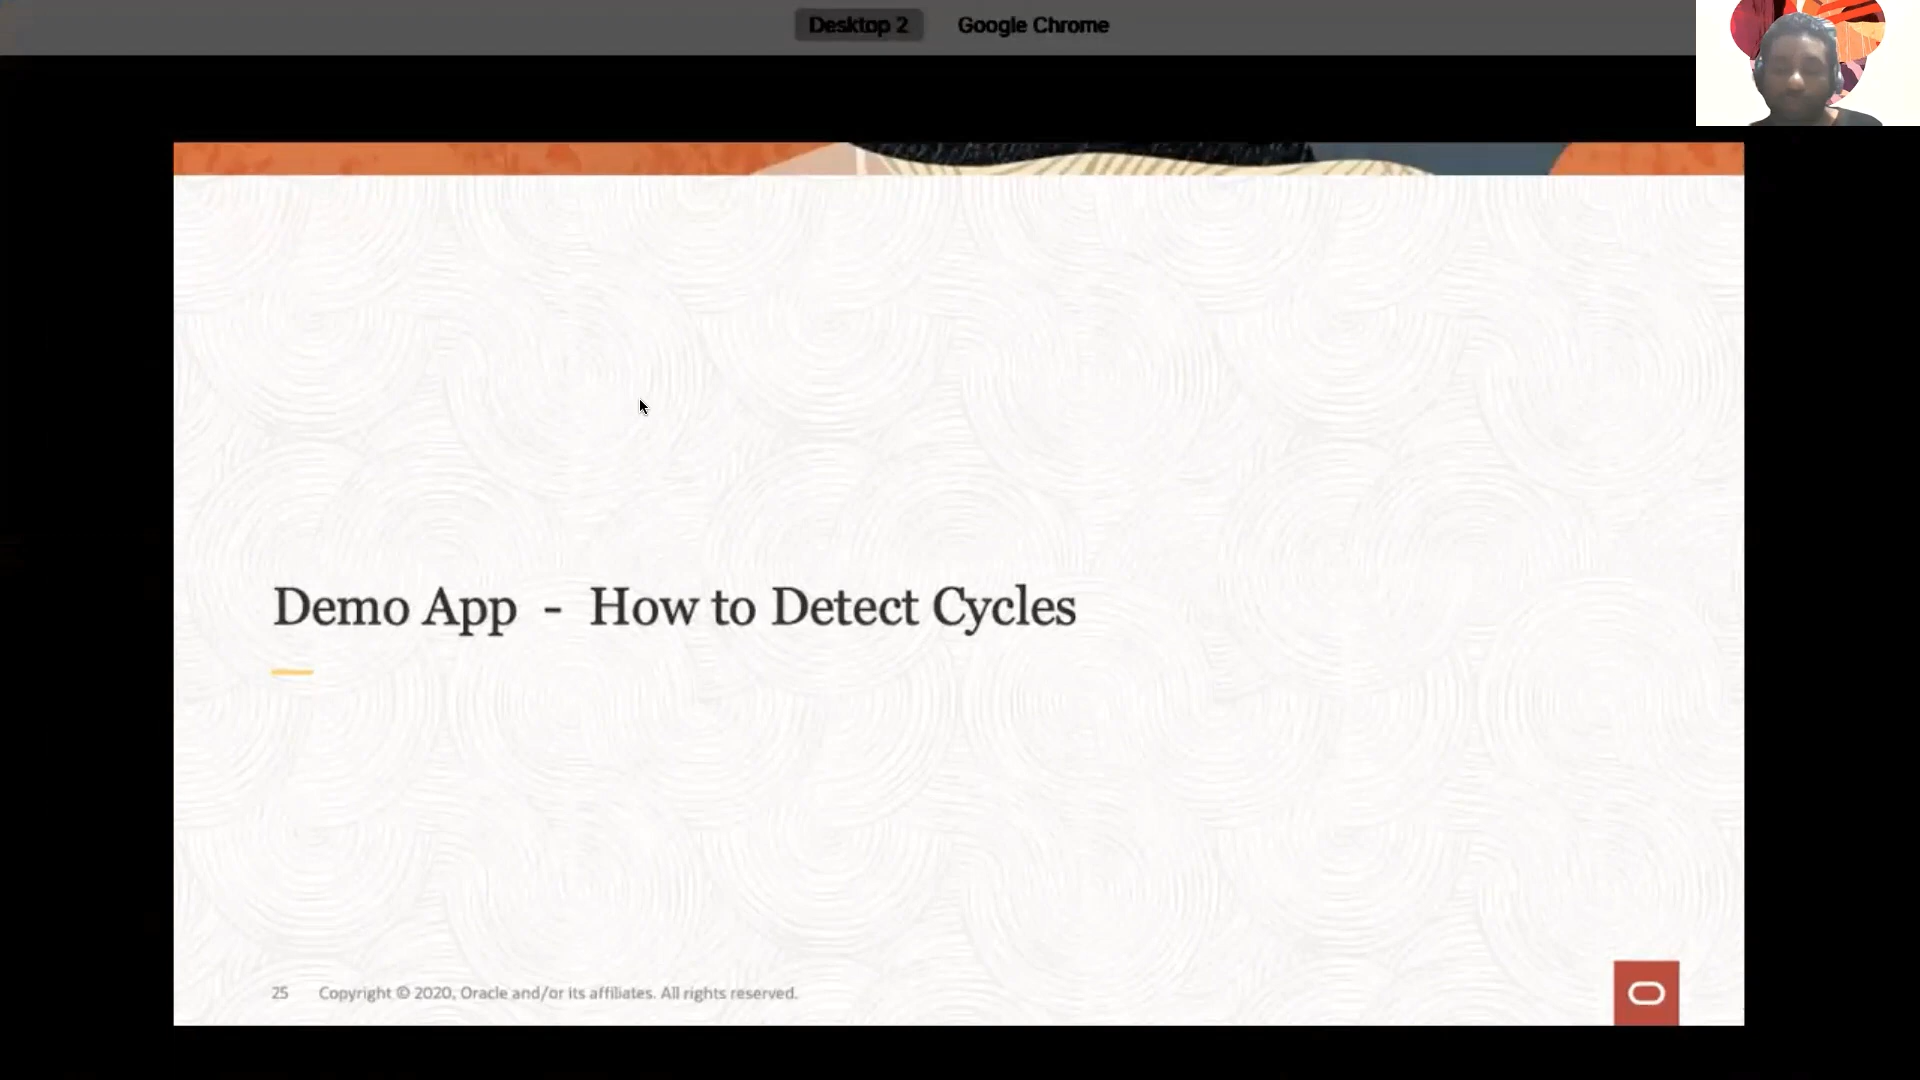 Desktop 2
Google Chrome
Demo App - How to Detect Cycles
25 Copyright © 2020, Oracle and/or its affiliates. All rights reserved.